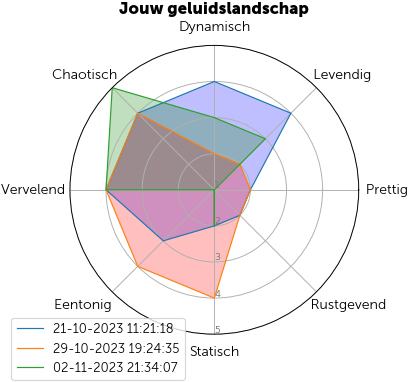 Jouw geluidslandschap
Dynamisch
Chaotisch
Levendig
Vervelend
Prettig
2
3
4
5
Eentonig
Rustgevend
Statisch
21-10-2023 11:21:18
29-10-2023 19:24:35
02-11-2023 21:34:07